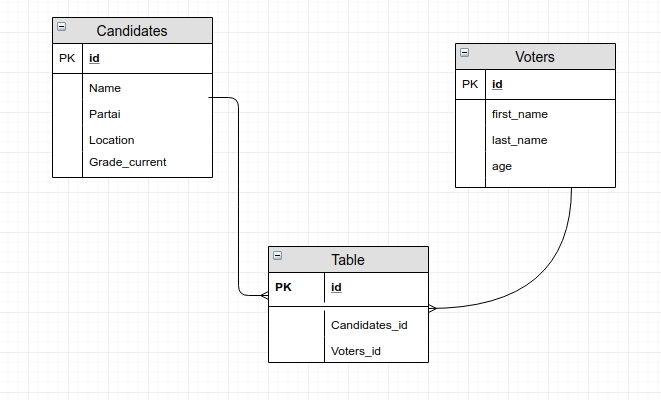 Candidates
PK id
Name
Partai
Location
Grade_current
Voters
PK id
first_name
last_name
age
Table
PK id
Candidates_id
Voters_id